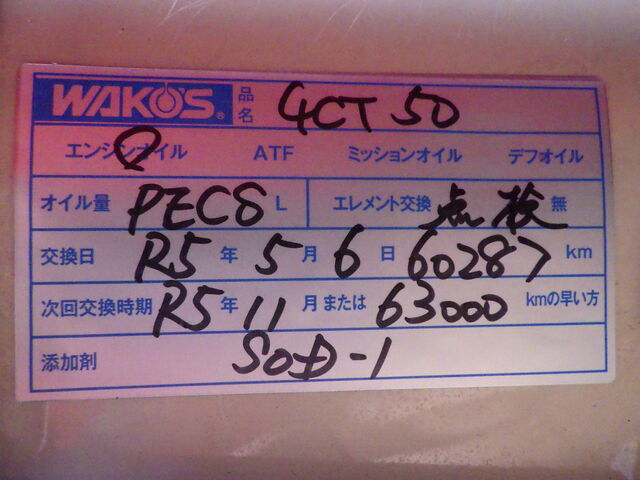 WAKO'S® 品名 4CT 50
エンジンオイル ATF ミッションオイル デフオイル
オイル量 PEC8 L エレメント交換 点検 無
交換日 R5 年 5 月 6 日 60287 km
次回交換時期 R5 年 11 月 または 63000 kmの早い方
添加剤 SOD-1